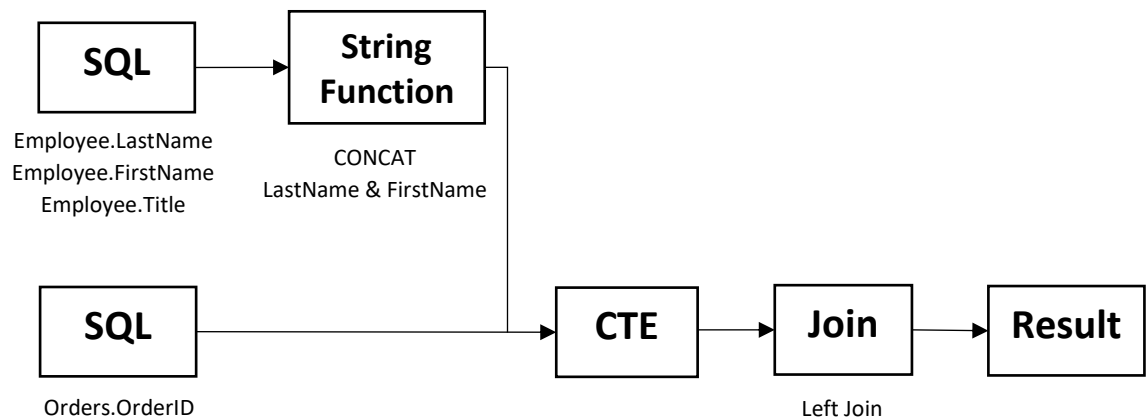 SQL
String
Function
Employee.LastName
Employee.FirstName
Employee.Title
CONCAT
LastName & FirstName
SQL
CTE
Join
Result
Orders.OrderID
Left Join